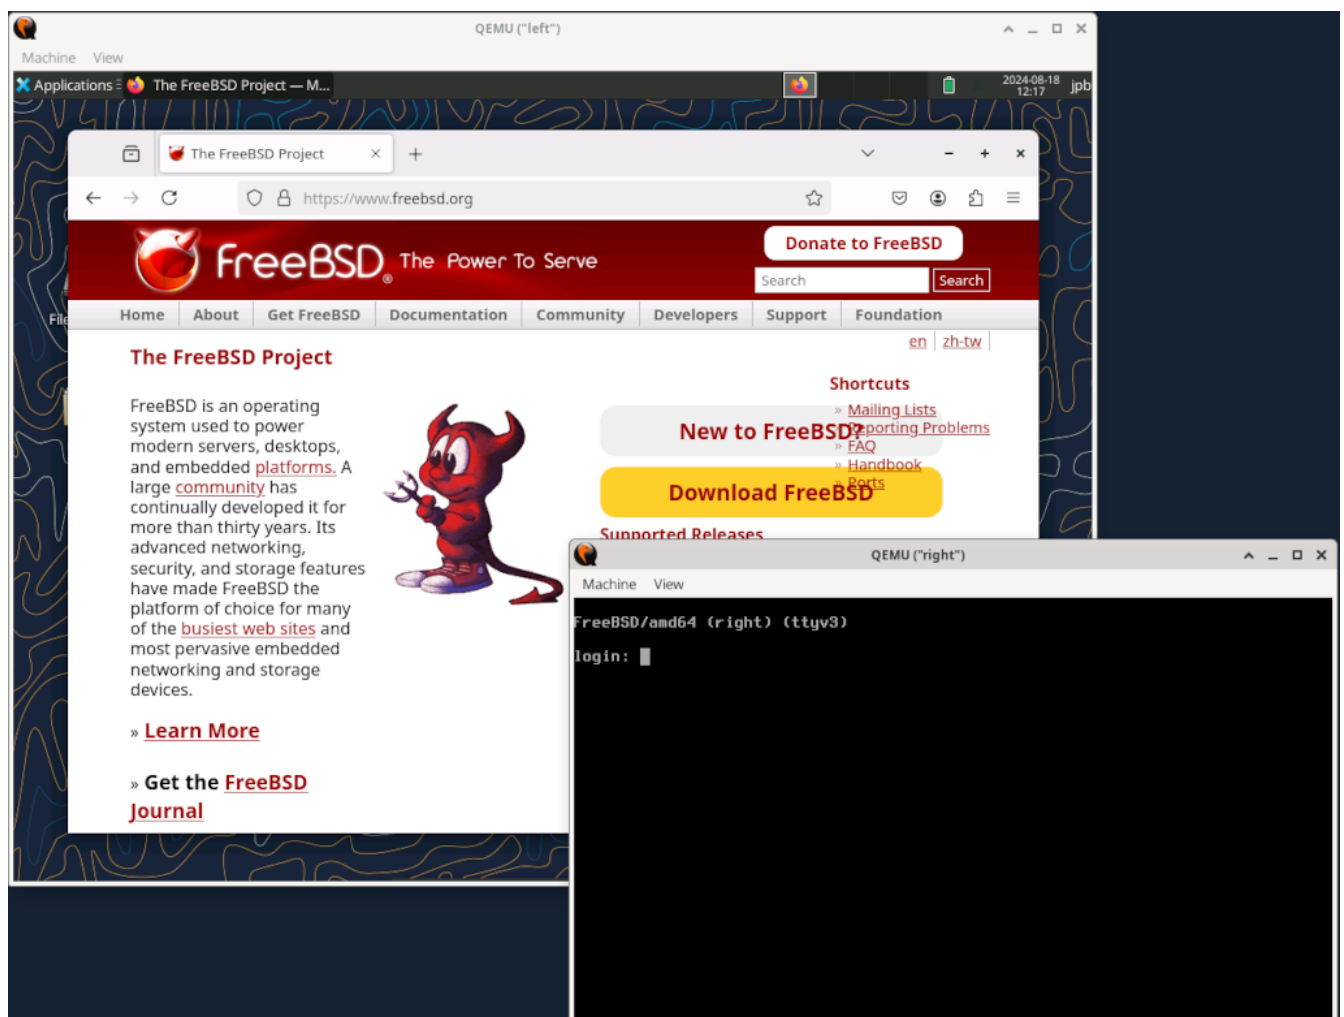 QEMU ("left")
Machine View
Applications
The FreeBSD Project — M...
2024-08-18
12:17
jpb
The FreeBSD Project
https://www.freebsd.org
FreeBSD® The Power To Serve
Donate to FreeBSD
Search
Search
Home About Get FreeBSD Documentation Community Developers Support Foundation
en zh-tw
File
The FreeBSD Project
FreeBSD is an operating
system used to power
modern servers, desktops,
and embedded platforms. A
large community has
continually developed it for
more than thirty years. Its
advanced networking,
security, and storage features
have made FreeBSD the
platform of choice for many
of the busiest web sites and
most pervasive embedded
networking and storage
devices.
» Learn More
» Get the FreeBSD
Journal
New to FreeBSD?
Download FreeBSD
Supported Releases
Shortcuts
» Mailing Lists
» Reporting Problems
» FAQ
» Handbook
» Ports
QEMU ("right")
Machine View
FreeBSD/amd64 (right) (ttyv3)
login: